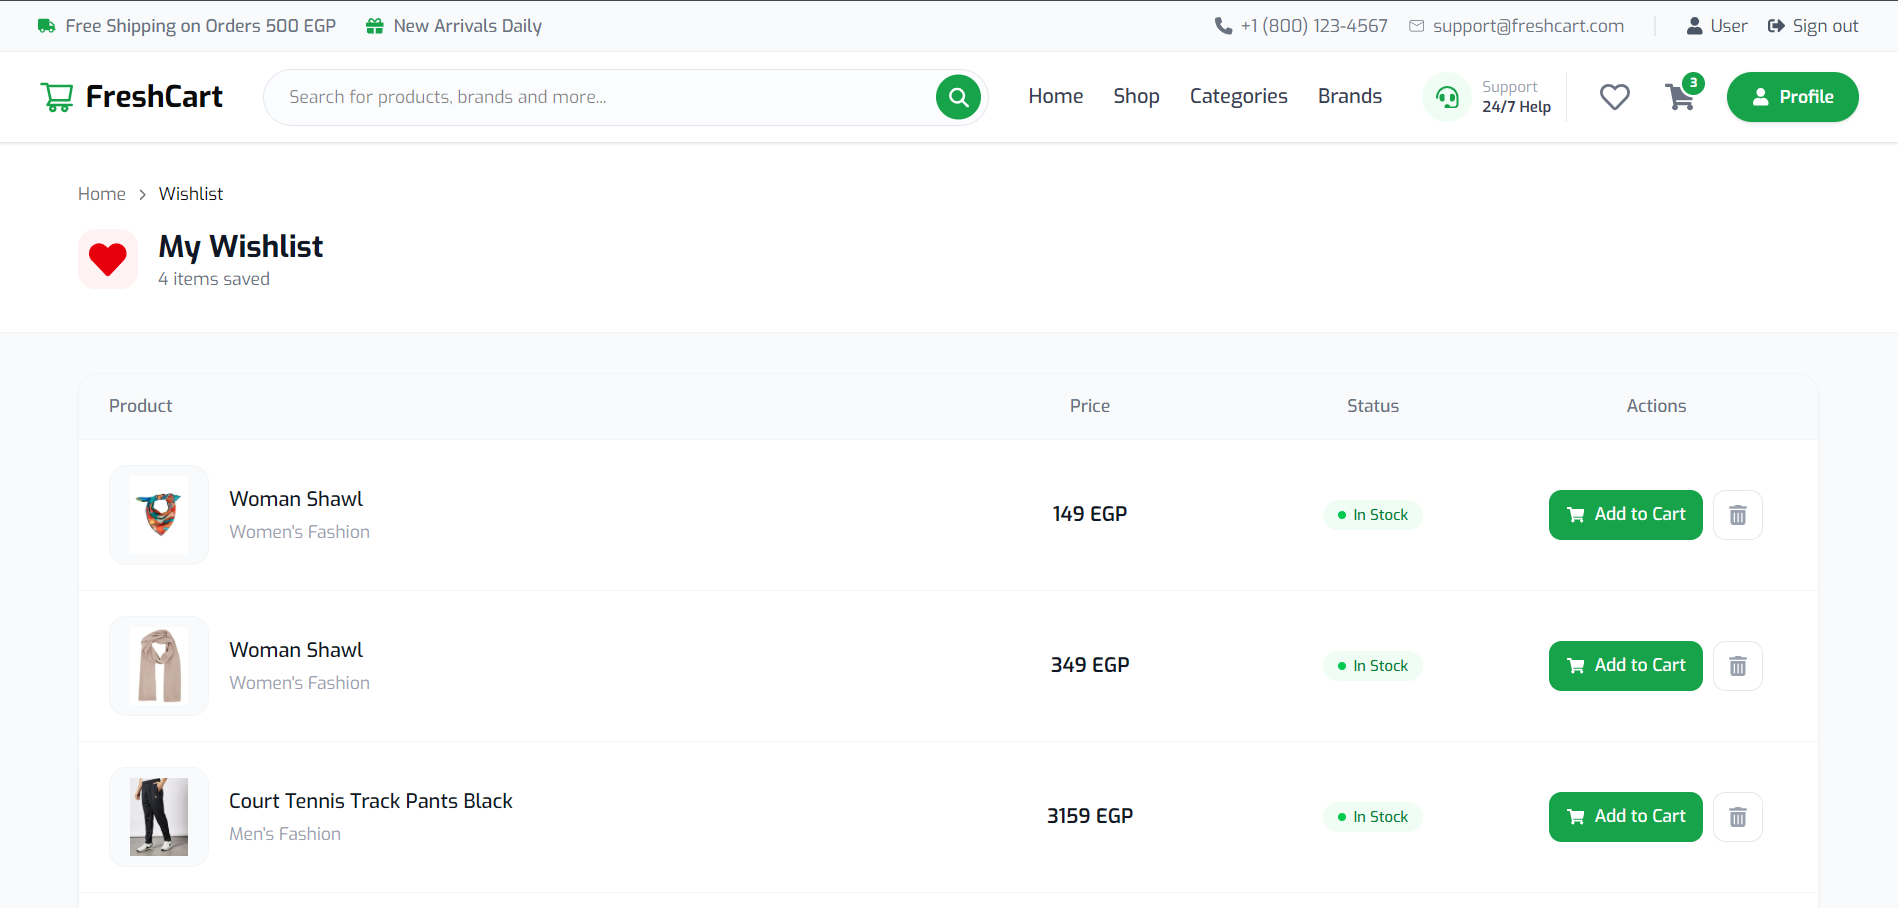 Free Shipping on Orders 500 EGP
New Arrivals Daily
+1 (800) 123-4567
support@freshcart.com
User
Sign out
FreshCart
Search for products, brands and more...
Home
Shop
Categories
Brands
Support
24/7 Help
3
Profile
Home > Wishlist
My Wishlist
4 items saved
Product
Price
Status
Actions
Woman Shawl
Women's Fashion
149 EGP
In Stock
Add to Cart
Woman Shawl
Women's Fashion
349 EGP
In Stock
Add to Cart
Court Tennis Track Pants Black
Men's Fashion
3159 EGP
In Stock
Add to Cart